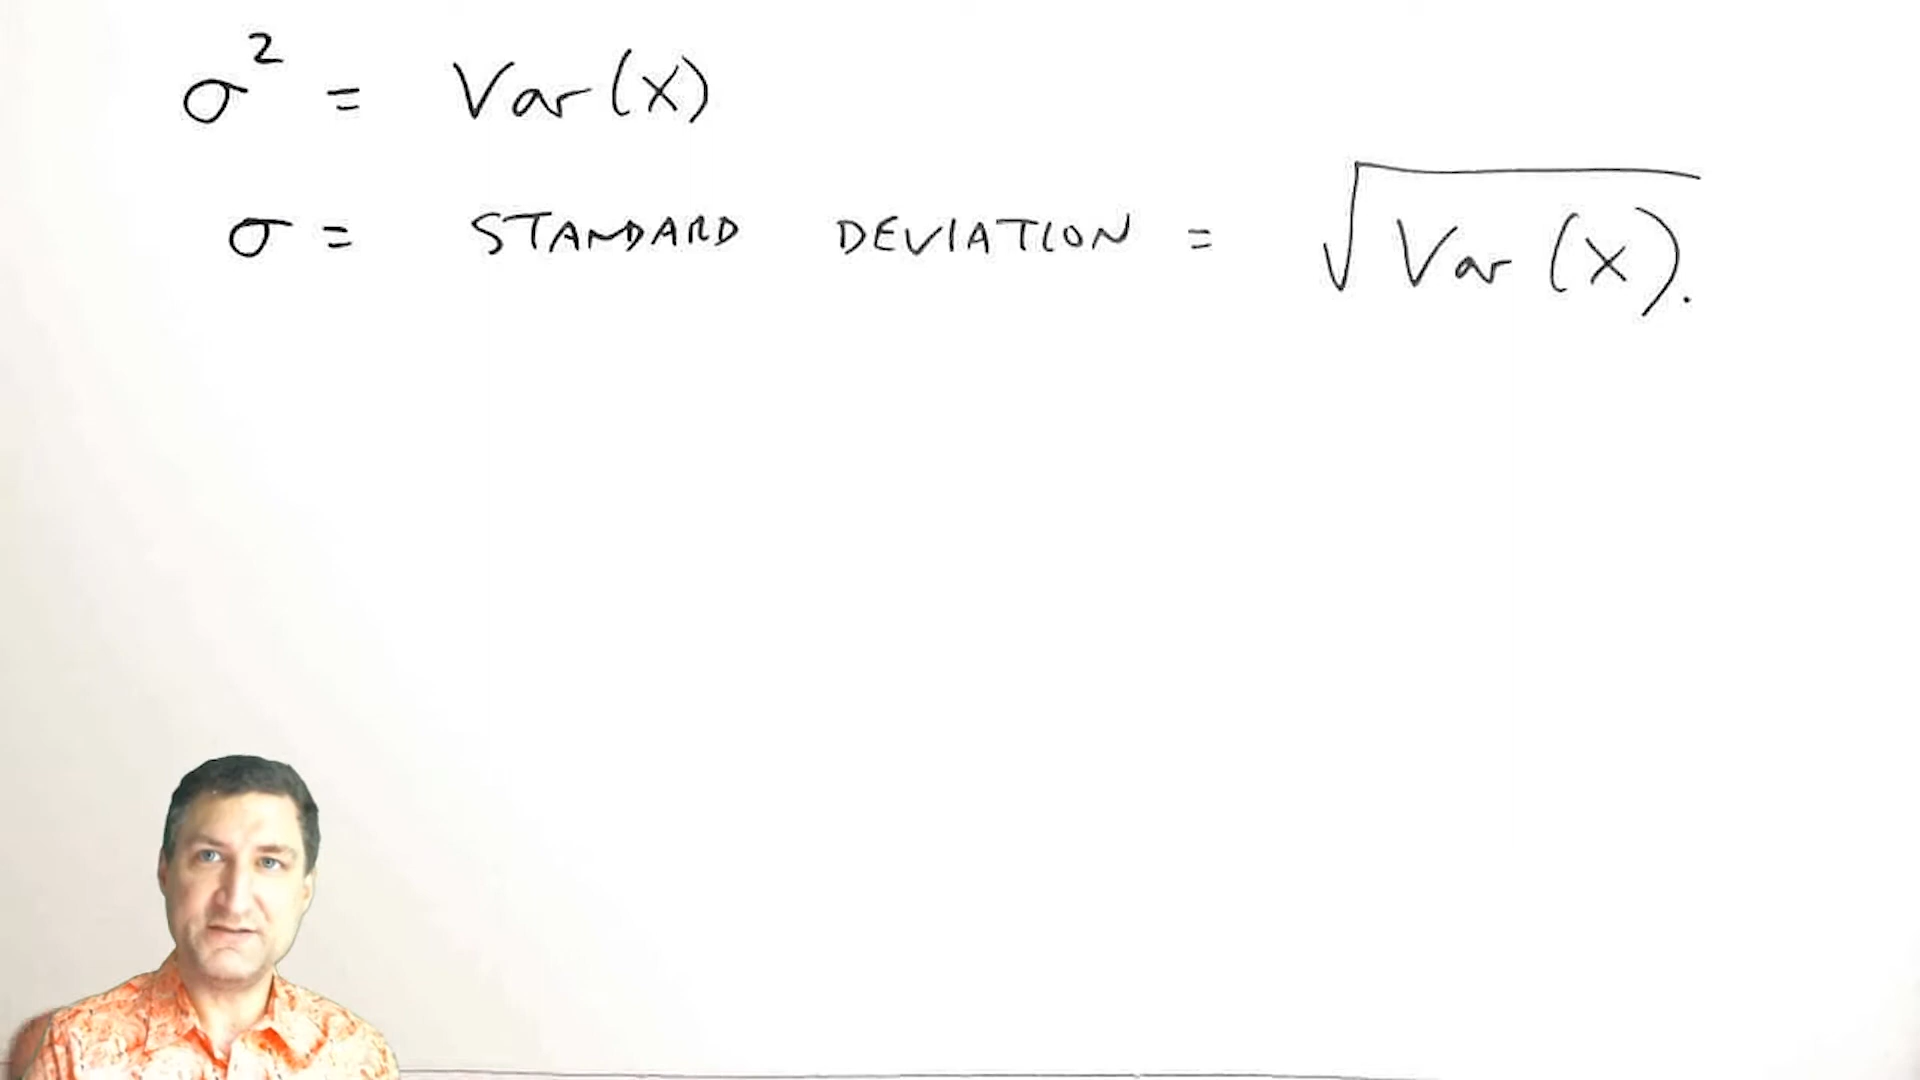 σ² = Var(X)
σ = STANDARD DEVIATION = √Var(X).